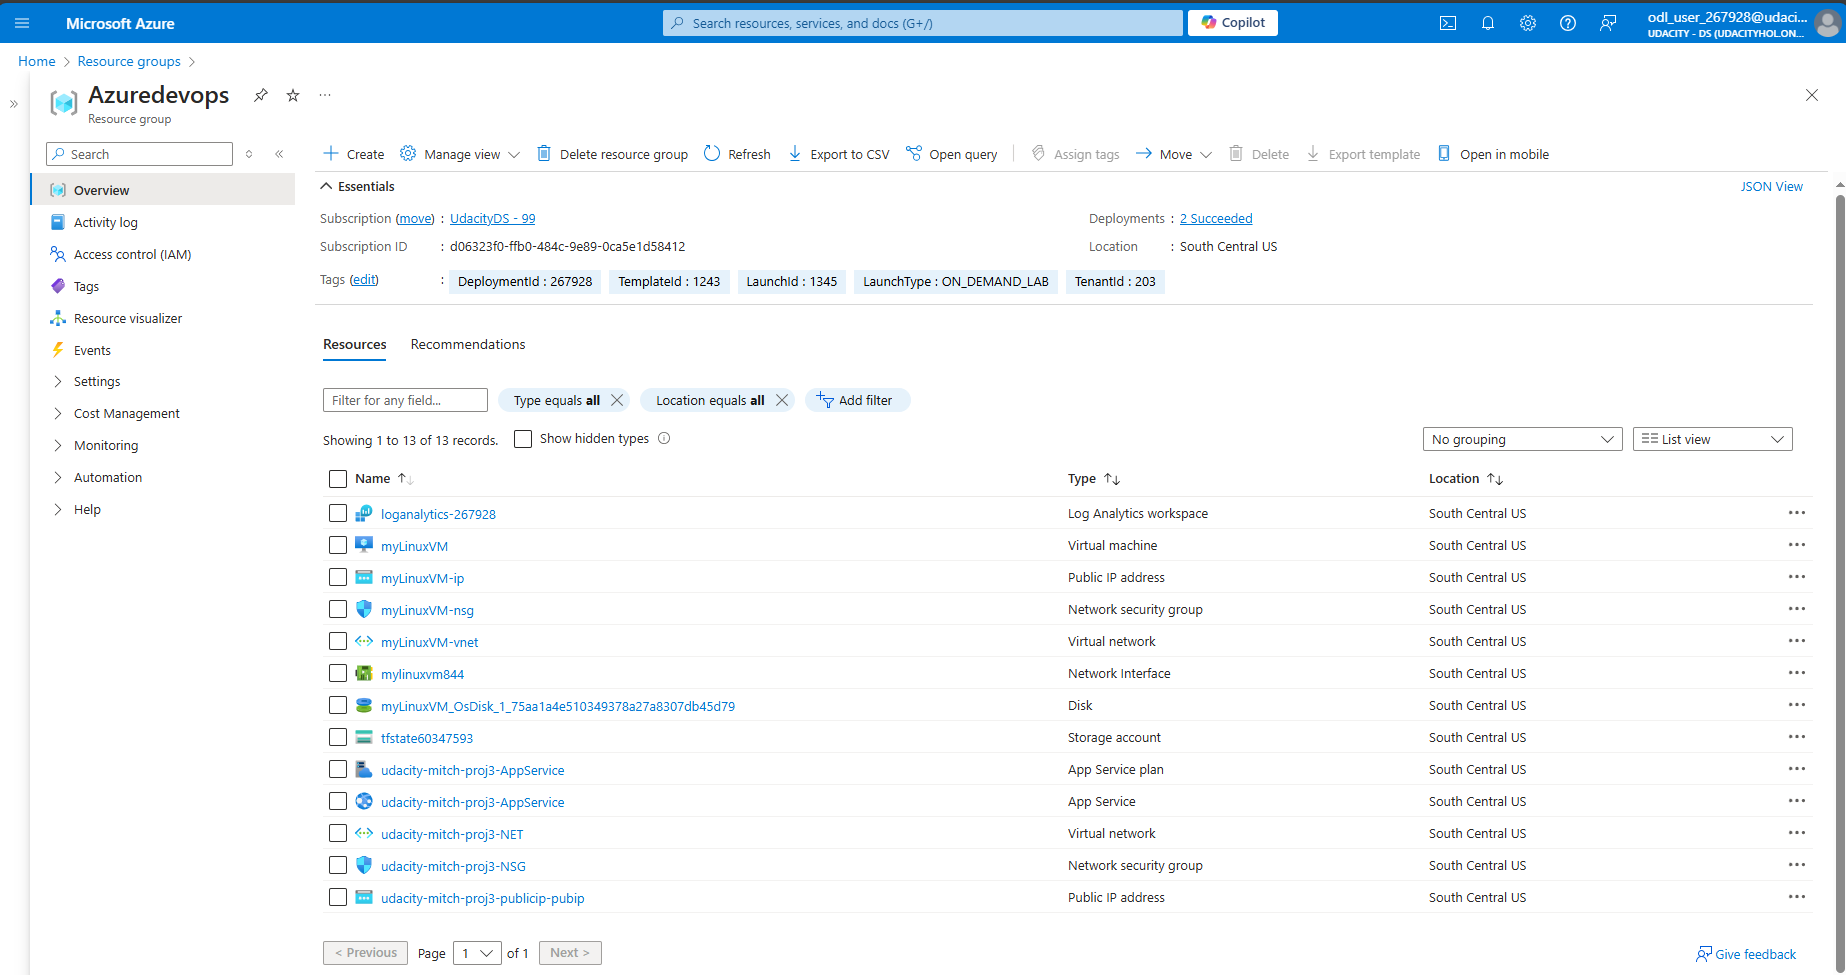 Microsoft Azure
Search resources, services, and docs (G+/)
Copilot
odl_user_267928@udaci...
UDACITY - DS (UDACITYHOL.ON...
Home > Resource groups >
Azuredevops
Resource group
Search
Create Manage view Delete resource group Refresh Export to CSV Open query Assign tags Move Delete Export template Open in mobile
Overview
Activity log
Access control (IAM)
Tags
Resource visualizer
Events
Settings
Cost Management
Monitoring
Automation
Help
Essentials
JSON View
Subscription (move) : UdacityDS - 99
Deployments : 2 Succeeded
Subscription ID : d06323f0-ffb0-484c-9e89-0ca5e1d58412
Location : South Central US
Tags (edit) : DeploymentId : 267928 TemplateId : 1243 LaunchId : 1345 LaunchType : ON_DEMAND_LAB TenantId : 203
Resources Recommendations
Filter for any field... Type equals all Location equals all Add filter
Showing 1 to 13 of 13 records. Show hidden types
No grouping List view
Name Type Location
loganalytics-267928 Log Analytics workspace South Central US
myLinuxVM Virtual machine South Central US
myLinuxVM-ip Public IP address South Central US
myLinuxVM-nsg Network security group South Central US
myLinuxVM-vnet Virtual network South Central US
mylinuxvm844 Network Interface South Central US
myLinuxVM_OsDisk_1_75aa1a4e510349378a27a8307db45d79 Disk South Central US
tfstate60347593 Storage account South Central US
udacity-mitch-proj3-AppService App Service plan South Central US
udacity-mitch-proj3-AppService App Service South Central US
udacity-mitch-proj3-NET Virtual network South Central US
udacity-mitch-proj3-NSG Network security group South Central US
udacity-mitch-proj3-publicip-pubip Public IP address South Central US
< Previous Page 1 of 1 Next >
Give feedback